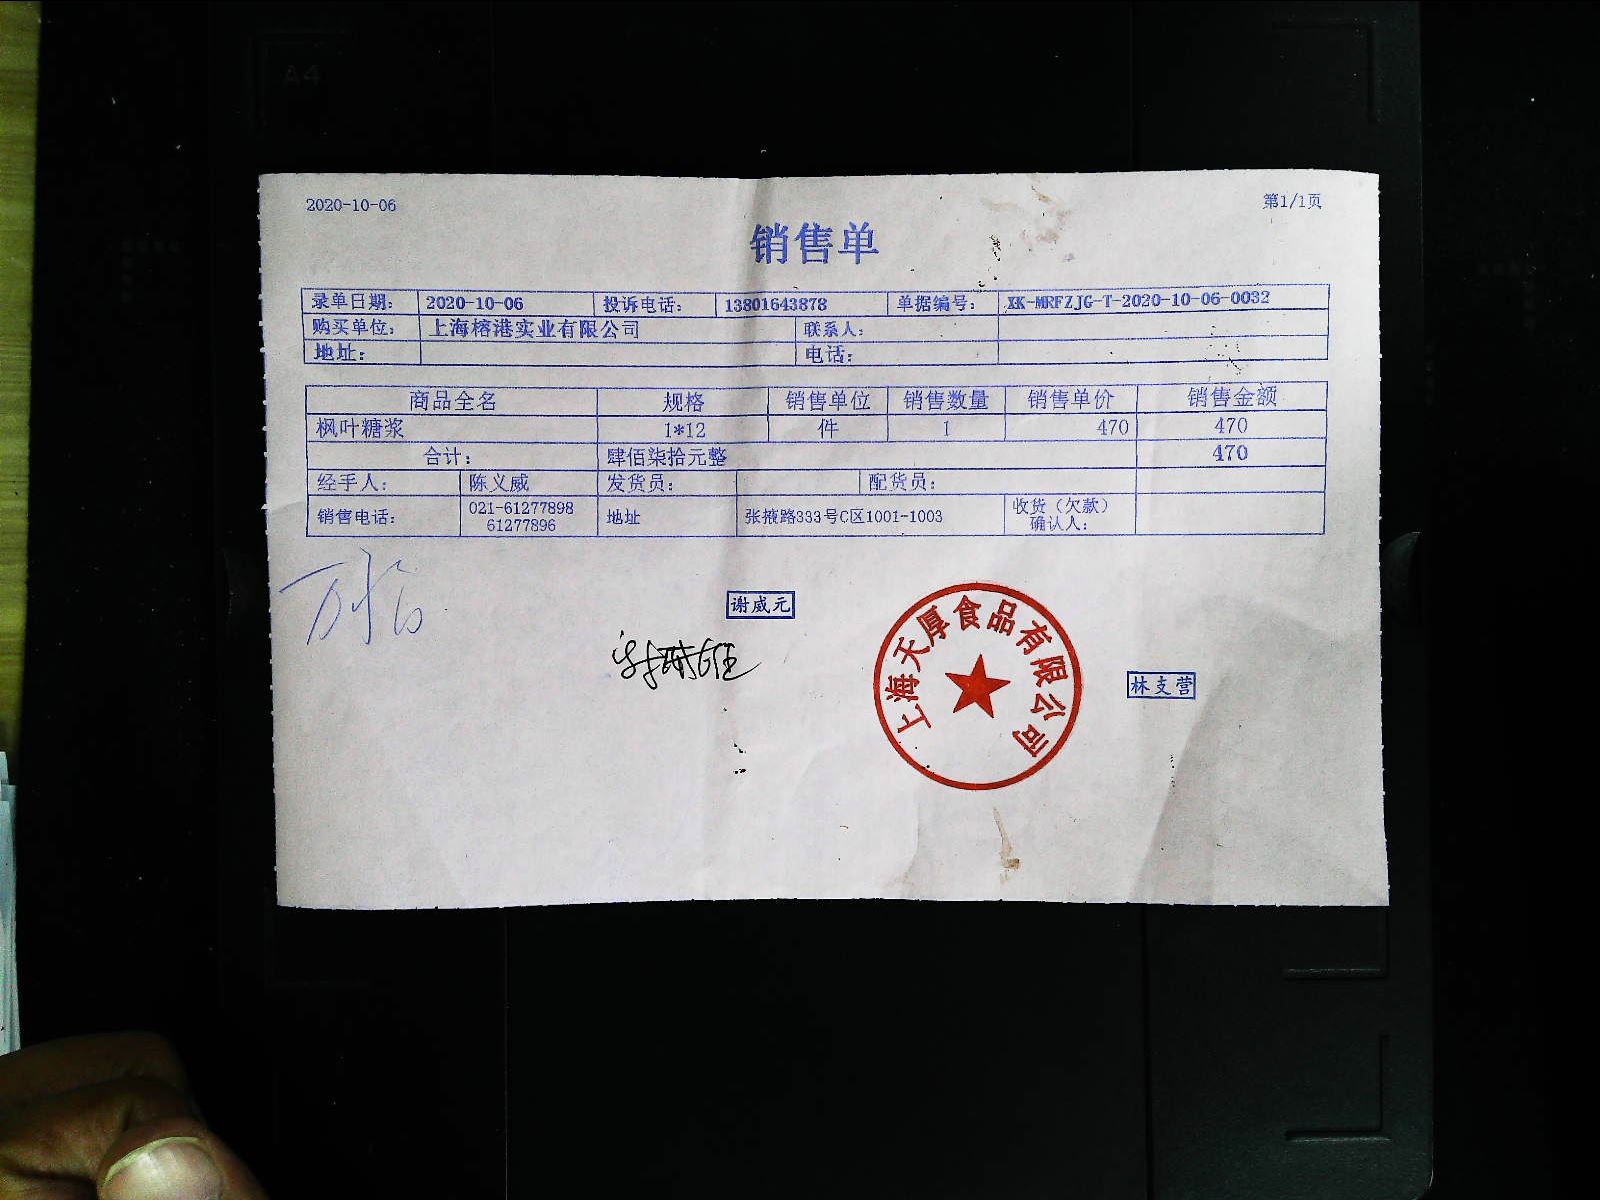 A4
2020-10-06 第1/1页
销售单
录单日期: 2020-10-06 投诉电话: 13801643878 单据编号: XK-MRFZJG-T-2020-10-06-0032
购买单位: 上海榕港实业有限公司 联系人:
地址: 电话:
商品全名 规格 销售单位 销售数量 销售单价 销售金额
枫叶糖浆 1*12 件 1 470 470
合计: 肆佰柒拾元整 470
经手人: 陈义威 发货员: 配货员:
销售电话: 021-61277898 61277896 地址 张掖路333号C区1001-1003 收货(欠款)确认人:
谢威元
上海天厚食品有限公司
林支营